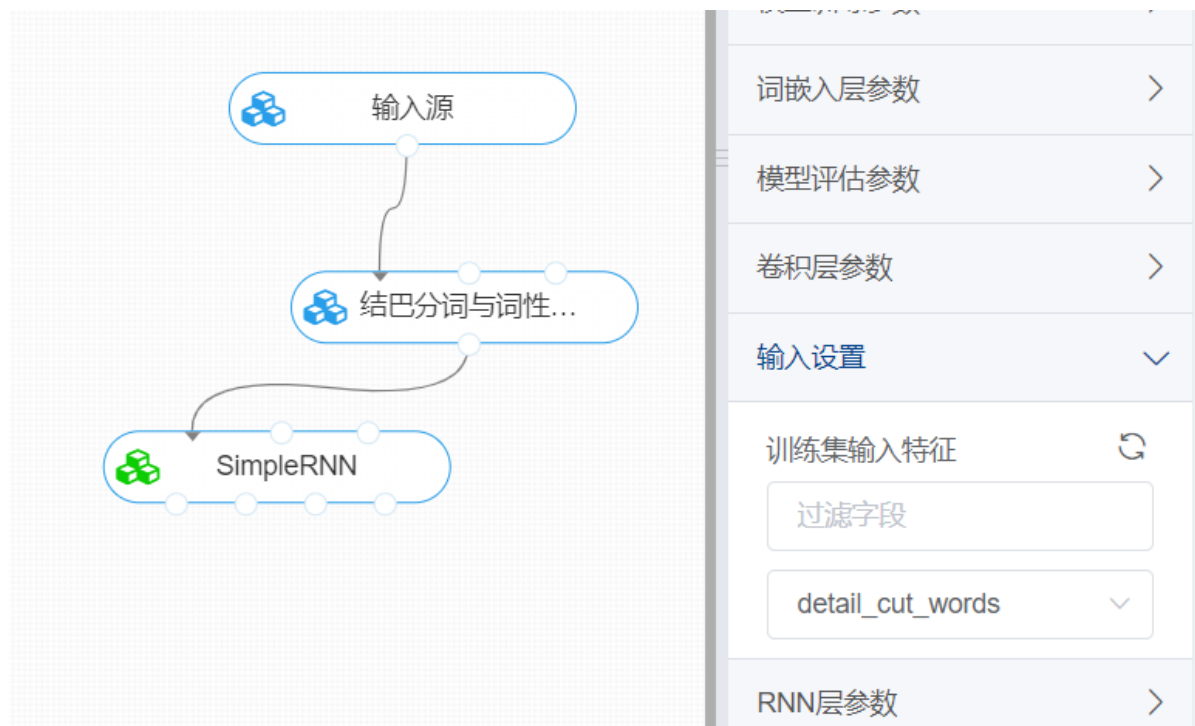 输入源
结巴分词与词性...
SimpleRNN
词嵌入层参数
模型评估参数
卷积层参数
输入设置
训练集输入特征
过滤字段
detail_cut_words
RNN层参数